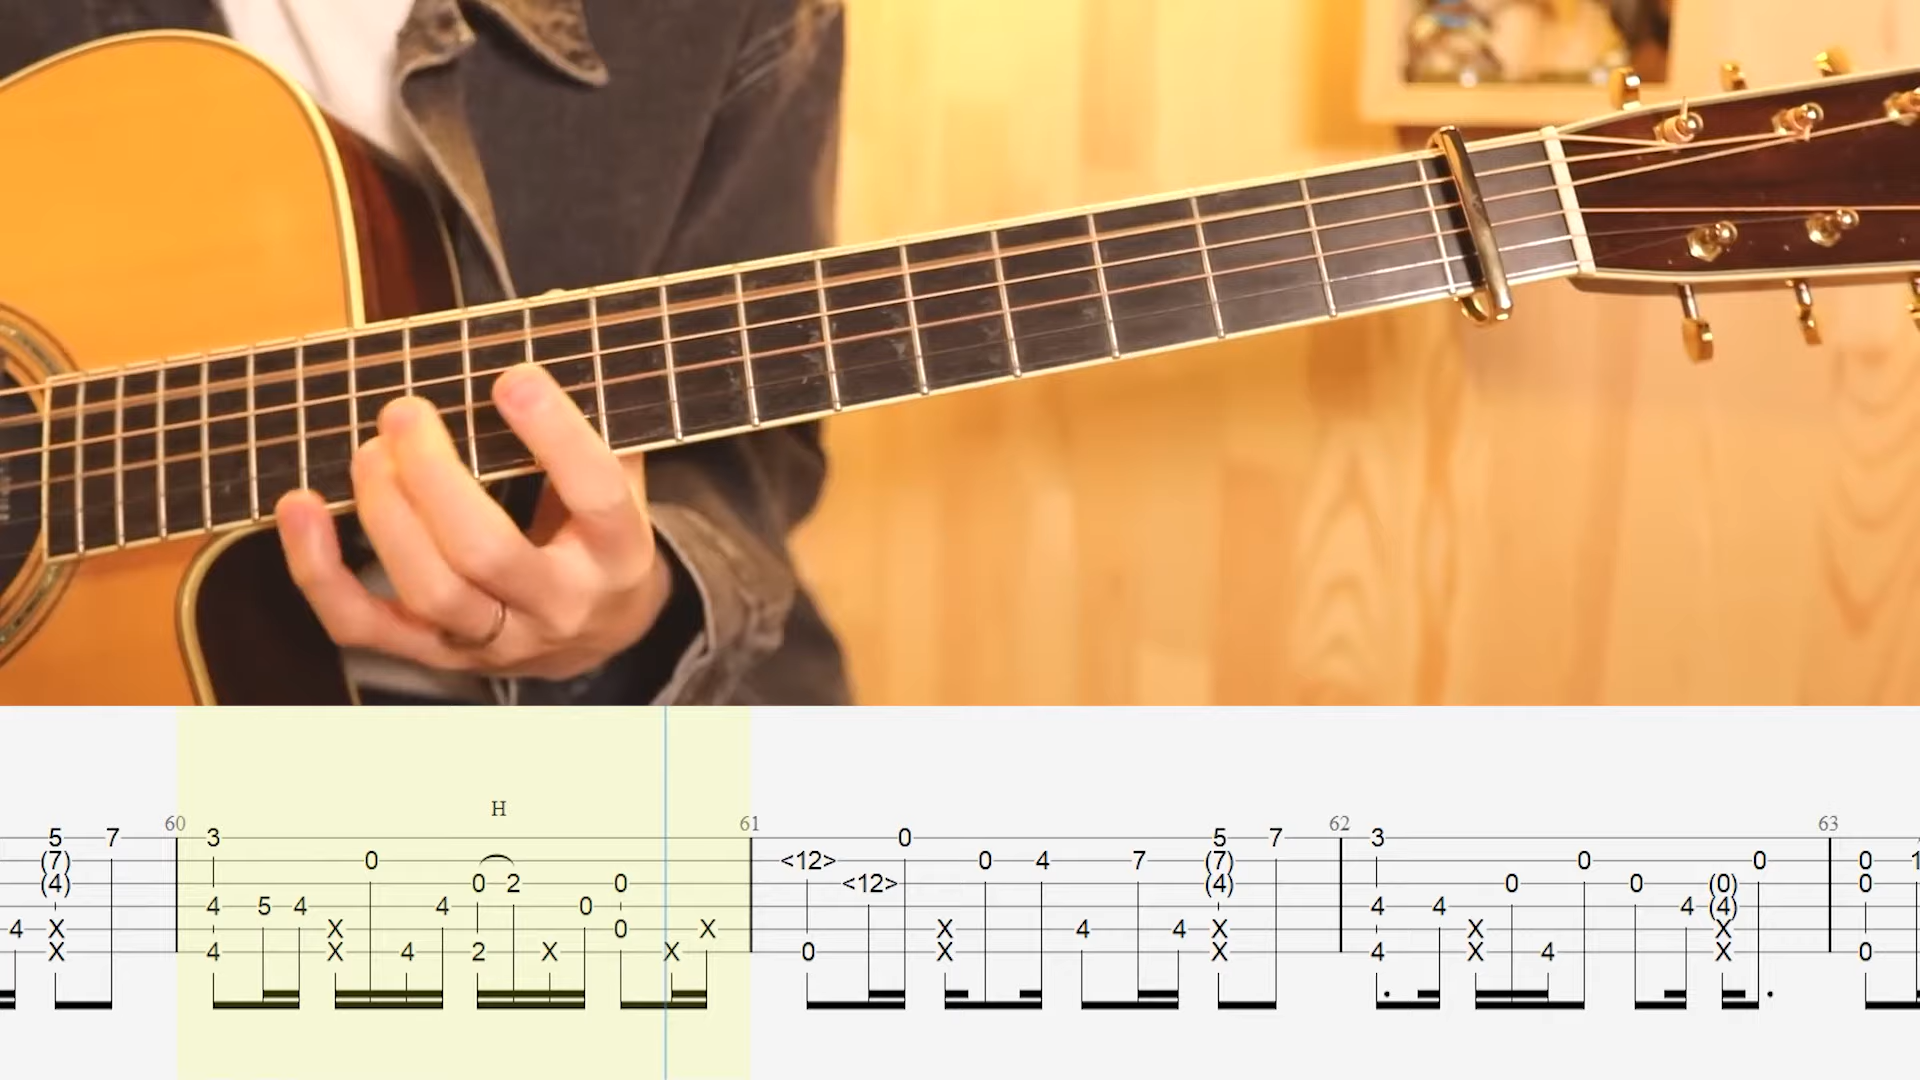 H
60 61 62 63
5 7 3 0 5 7 3
(7) 0 <12> 0 4 7 (7) 0 0 0 1
(4) 0 2 0 <12> (4) 0 0 (0) 0
4 5 4 4 0 4 4 4 (4)
4 X X 0 X X 4 4 X X X
X 4 X 4 2 X X 0 X X 4 X 4 X 0